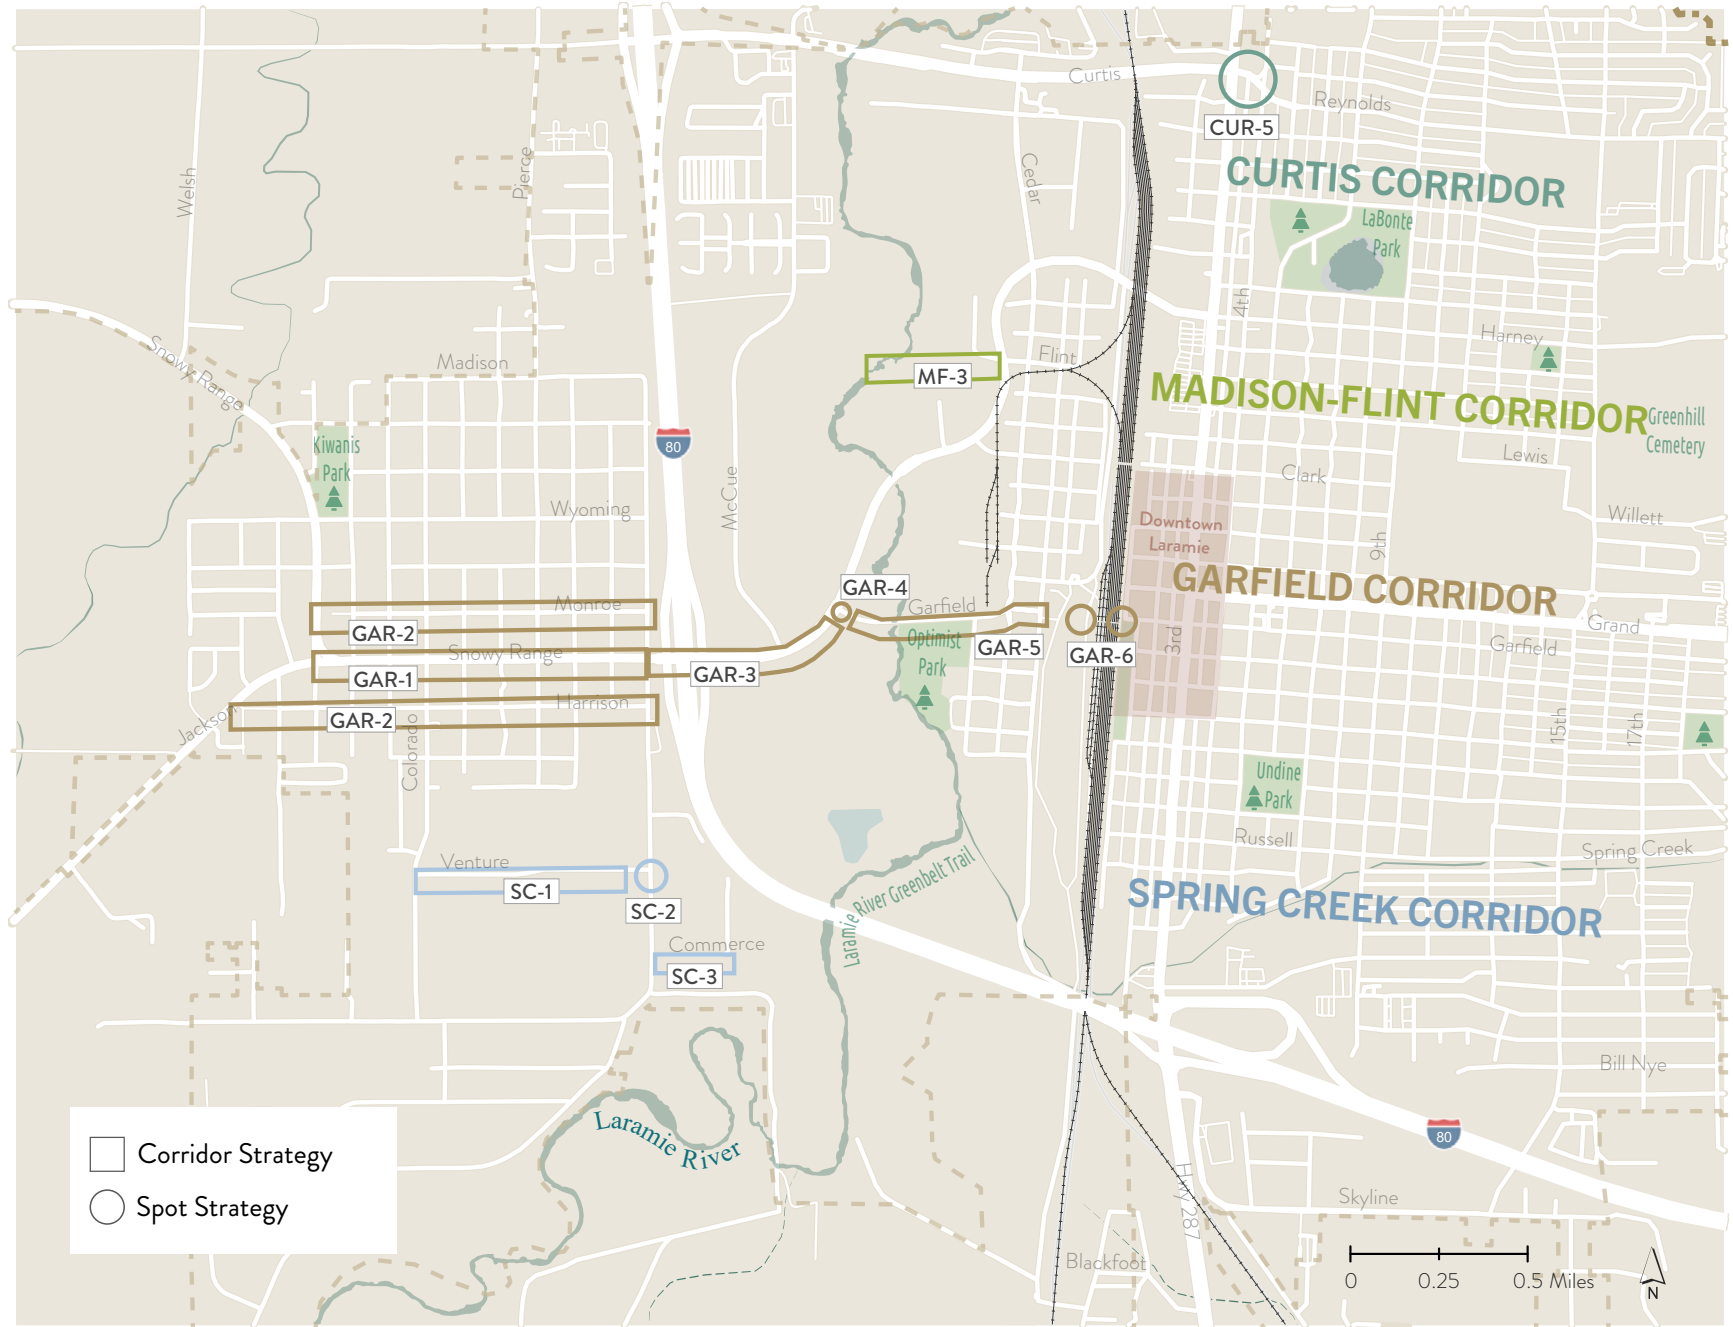 Curtis
Reynolds
CUR-5
CURTIS CORRIDOR
Welsh
Pierce
Cedar
LaBonte
Park
4th
Harney
Snowy Range
Madison
Flint
MF-3
MADISON-FLINT CORRIDOR
Greenhill
Cemetery
80
Kiwanis
Park
McCue
Lewis
Clark
Wyoming
Willett
Downtown
Laramie
9th
GARFIELD CORRIDOR
GAR-4
Monroe
GAR-2
Garfield
Optimist
Park
GAR-5
GAR-6
3rd
Grand
Garfield
Snowy Range
GAR-1
GAR-3
Harrison
GAR-2
Jackson
Colorado
15th
17th
Undine
Park
Russell
Spring Creek
Venture
SC-1
SC-2
Laramie River Greenbelt Trail
SPRING CREEK CORRIDOR
Commerce
SC-3
Bill Nye
80
Laramie River
Corridor Strategy
Spot Strategy
Hwy 287
Skyline
Blackfoot
0 0.25 0.5 Miles
N